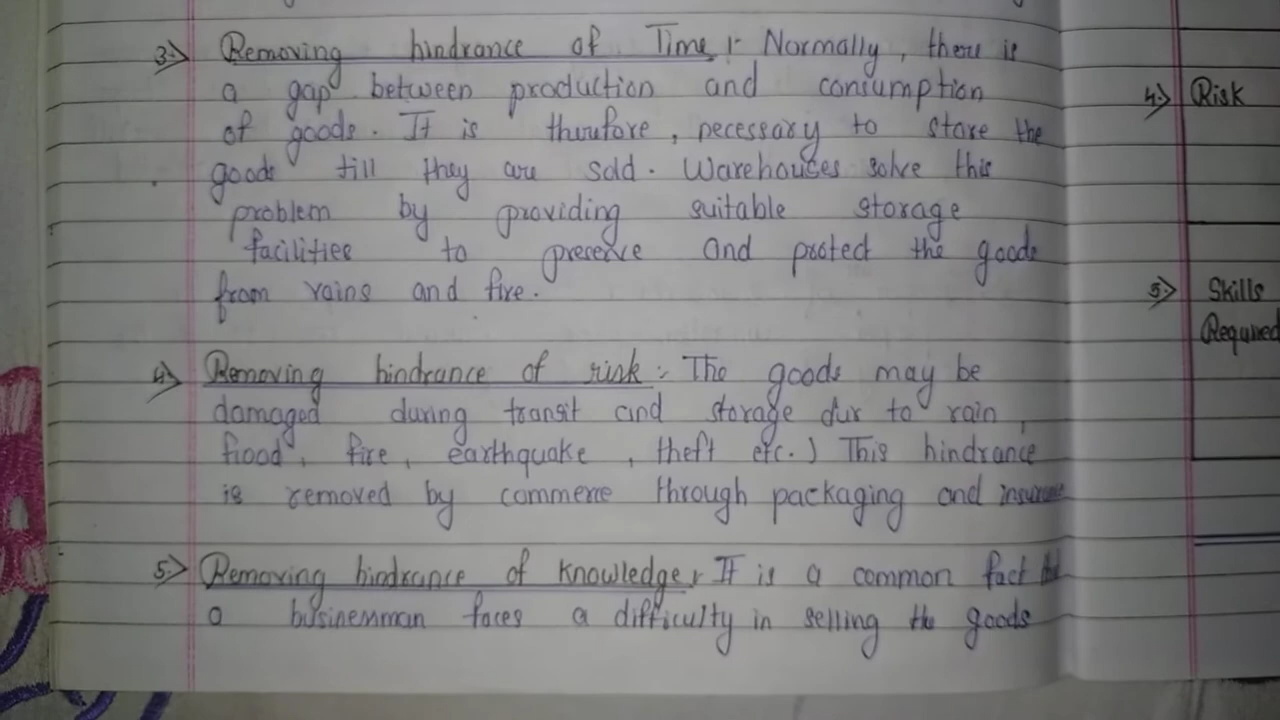 3.> Removing hindrance of Time :- Normally, there is
a gap between production and consumption
of goods. It is therefore, necessary to store the
goods till they are sold. Warehouses solve this
problem by providing suitable storage
facilities to preserve and protect the goods
from rains and fire.
4.> Removing hindrance of risk :- The goods may be
damaged during transit and storage dur to rain,
flood, fire, earthquake, theft etc.) This hindrance
is removed by commerce through packaging and
5.> Removing hindrance of knowledge, It is a common fact
a businessman faces a difficulty in selling the goods
4.> Risk
5.> Skills
Required